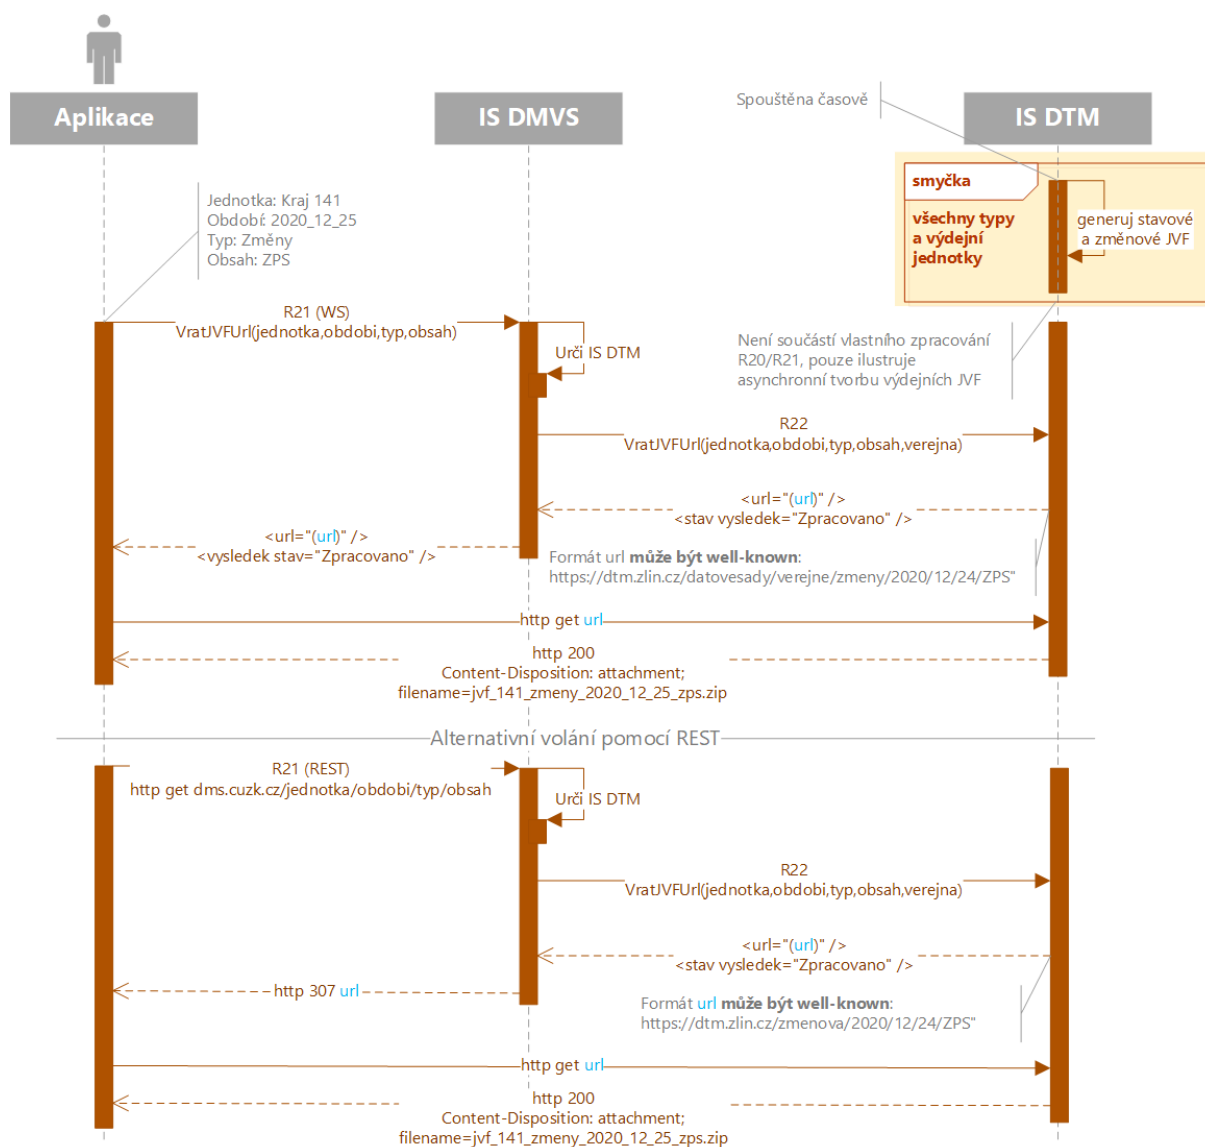 Aplikace
IS DMVS
Spouštěna časově
IS DTM
smyčka
všechny typy
a výdejní
jednotky
generuj stavové
a změnové JVF
Jednotka: Kraj 141
Období: 2020_12_25
Typ: Změny
Obsah: ZPS
R21 (WS)
VratJVFUrl(jednotka,obdobi,typ,obsah)
Urči IS DTM
Není součástí vlastního zpracování
R20/R21, pouze ilustruje
asynchronní tvorbu výdejních JVF
R22
VratJVFUrl(jednotka,obdobi,typ,obsah,verejna)
<url="(url)" />
<stav vysledek="Zpracovano" />
<url="(url)" />
<vysledek stav="Zpracovano" />
Formát url může být well-known:
https://dtm.zlin.cz/datovesady/verejne/zmeny/2020/12/24/ZPS"
http get url
http 200
Content-Disposition: attachment;
filename=jvf_141_zmeny_2020_12_25_zps.zip
Alternativní volání pomocí REST
R21 (REST)
http get dms.cuzk.cz/jednotka/obdobi/typ/obsah
Urči IS DTM
R22
VratJVFUrl(jednotka,obdobi,typ,obsah,verejna)
<url="(url)" />
<stav vysledek="Zpracovano" />
http 307 url
Formát url může být well-known:
https://dtm.zlin.cz/zmenova/2020/12/24/ZPS"
http get url
http 200
Content-Disposition: attachment;
filename=jvf_141_zmeny_2020_12_25_zps.zip